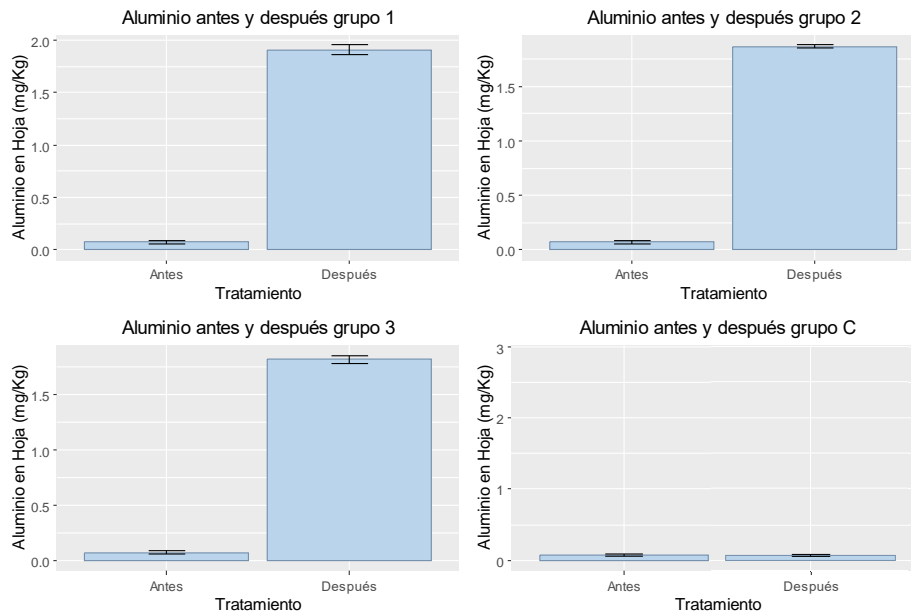 Aluminio antes y después grupo 1
Aluminio en Hoja (mg/Kg)
2.0
1.5
1.0
0.5
0.0
Antes
Después
Tratamiento
Aluminio antes y después grupo 2
Aluminio en Hoja (mg/Kg)
1.5
1.0
0.5
0.0
Antes
Después
Tratamiento
Aluminio antes y después grupo 3
Aluminio en Hoja (mg/Kg)
1.5
1.0
0.5
0.0
Antes
Después
Tratamiento
Aluminio antes y después grupo C
Aluminio en Hoja (mg/Kg)
3
2
1
0
Antes
Después
Tratamiento